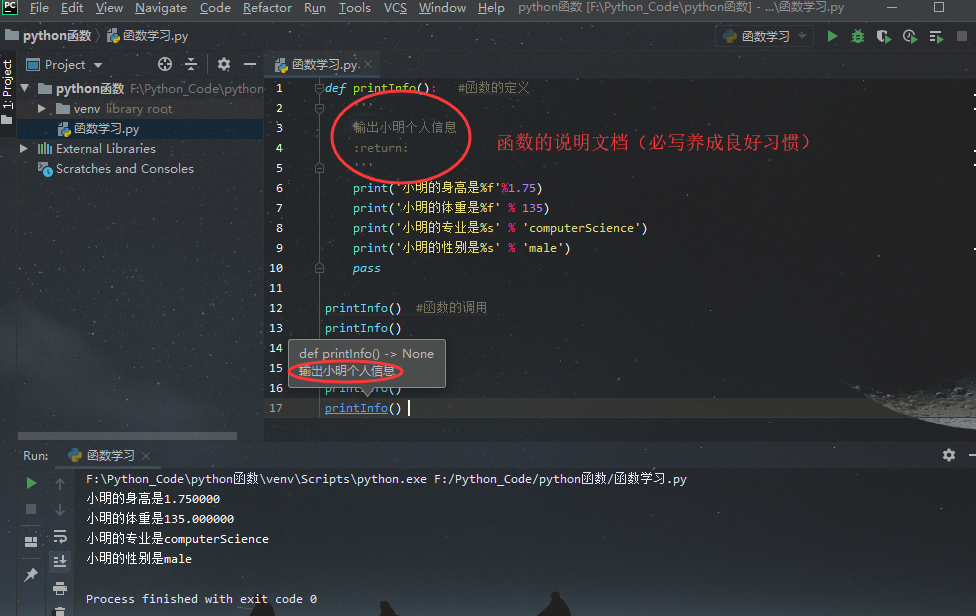 PC File Edit View Navigate Code Refactor Run Tools VCS Window Help python函数 [F:\Python_Code\python函数] - ...\函数学习.py
python函数 函数学习.py 函数学习
1: Project
Project 函数学习.py
python函数 F:\Python_Code\python
venv library root
函数学习.py
External Libraries
Scratches and Consoles
1 def printInfo(): #函数的定义
2 '''
3 输出小明个人信息
4 :return:
函数的说明文档（必写养成良好习惯）
5 '''
6 print('小明的身高是%f'%1.75)
7 print('小明的体重是%f' % 135)
8 print('小明的专业是%s' % 'computerScience')
9 print('小明的性别是%s' % 'male')
10 pass
11
12 printInfo() #函数的调用
13 printInfo()
14 def printInfo() -> None
15 输出小明个人信息
16 printInfo()
17 printInfo()
Run: 函数学习
F:\Python_Code\python函数\venv\Scripts\python.exe F:/Python_Code/python函数/函数学习.py
小明的身高是1.750000
小明的体重是135.000000
小明的专业是computerScience
小明的性别是male
Process finished with exit code 0